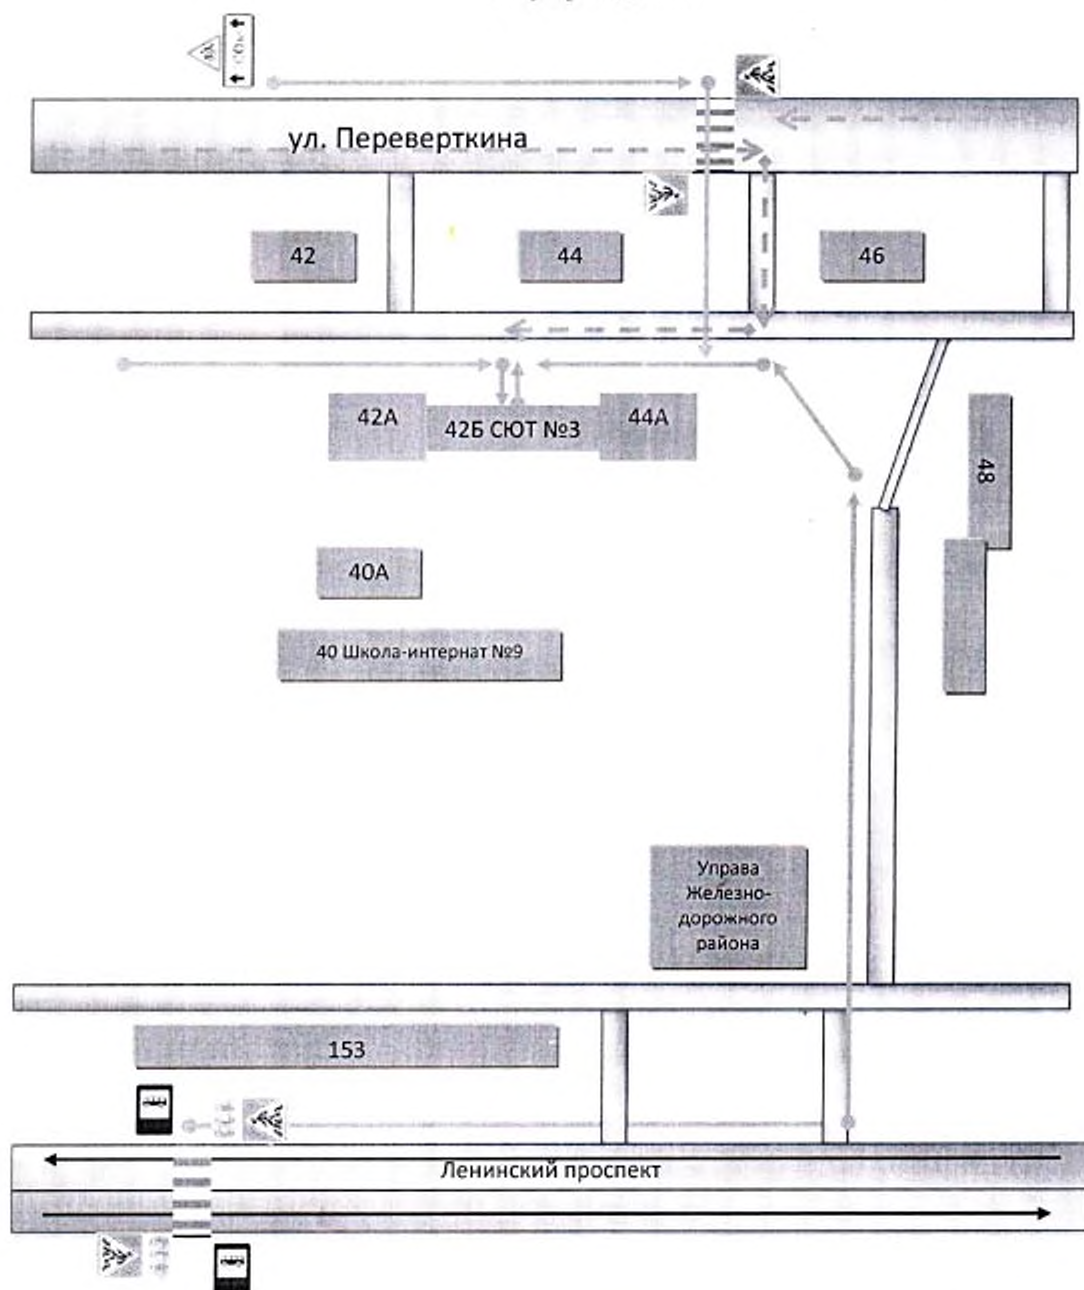 ул. Переверткина
42
44
46
42А
42Б СЮТ №3
44А
48
40А
40 Школа-интернат №9
Управа
Железно-
дорожного
района
153
Ленинский проспект